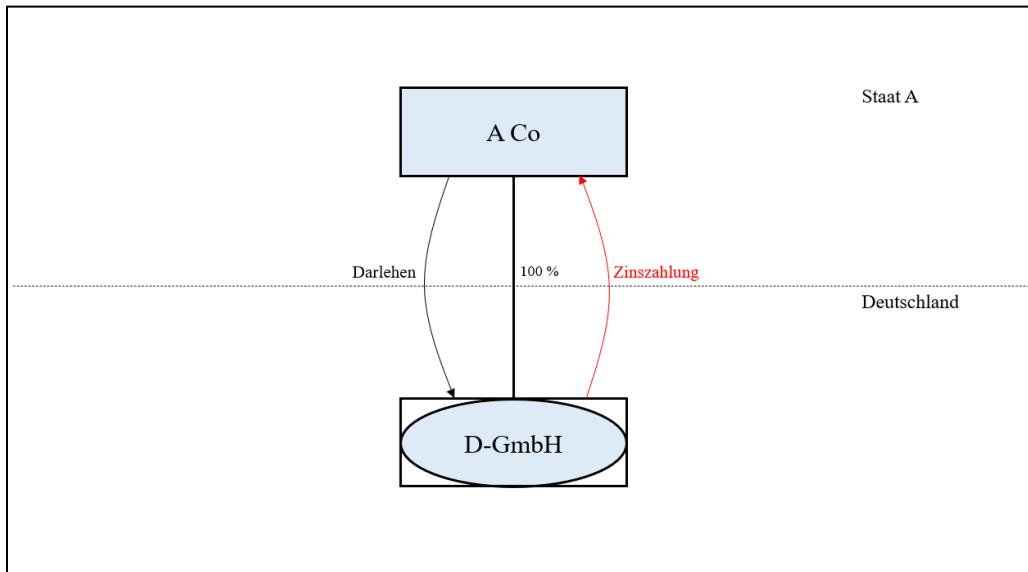 Staat A
A Co
Darlehen
100 %
Zinszahlung
Deutschland
D-GmbH